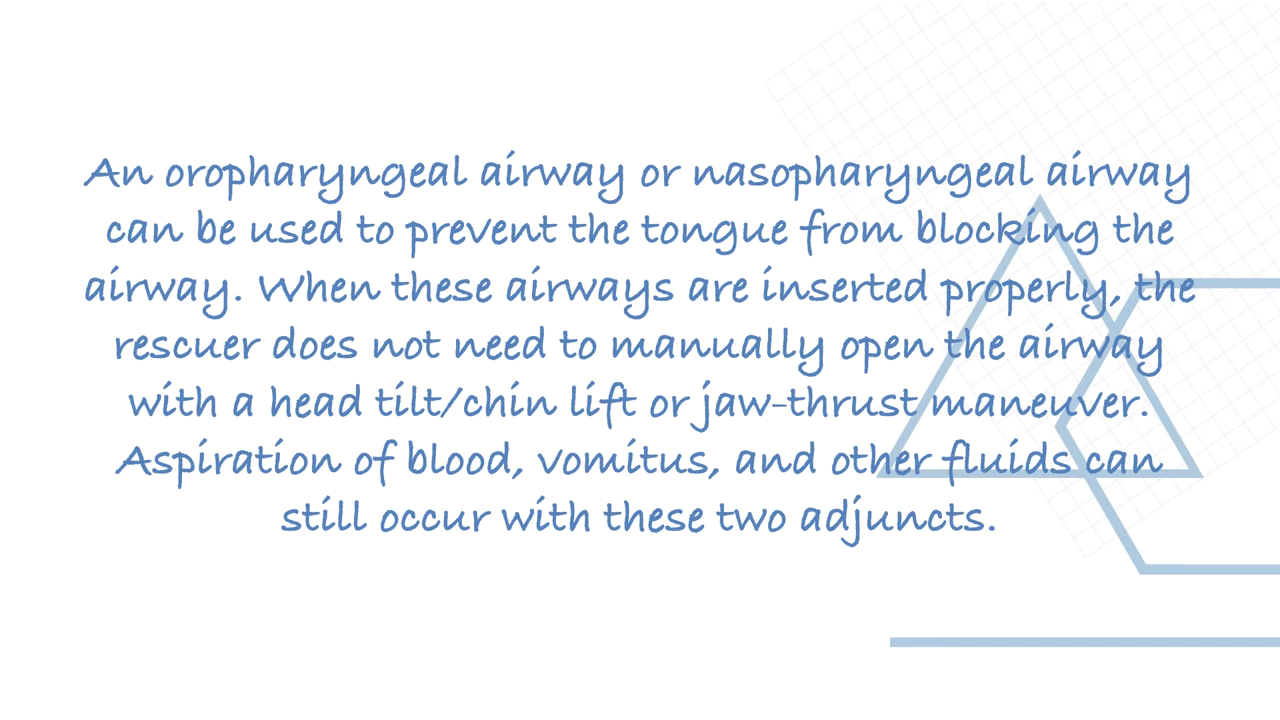 An oropharyngeal airway or nasopharyngeal airway
can be used to prevent the tongue from blocking the
airway. When these airways are inserted properly, the
rescuer does not need to manually open the airway
with a head tilt/chin lift or jaw-thrust maneuver.
Aspiration of blood, vomitus, and other fluids can
still occur with these two adjuncts.